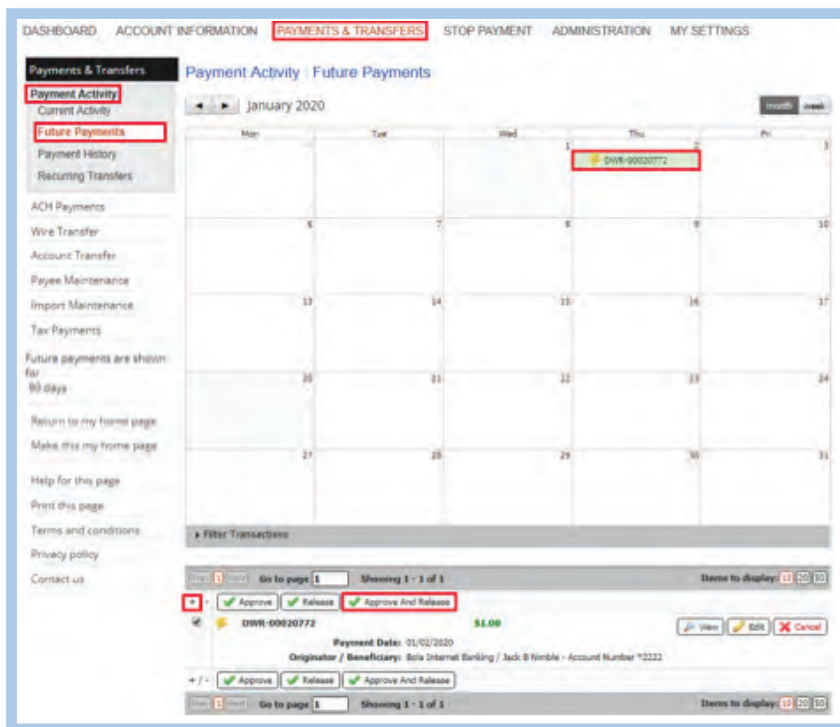 DASHBOARD ACCOUNT INFORMATION PAYMENTS & TRANSFERS STOP PAYMENT ADMINISTRATION MY SETTINGS
Payments & Transfers
Payment Activity
Current Activity
Future Payments
Payment History
Recurring Transfers
ACH Payments
Wire Transfer
Account Transfer
Payee Maintenance
Import Maintenance
Tax Payments
Future payments are shown
for
90 days
Return to my home page
Make this my home page
Help for this page
Print this page
Terms and conditions
Privacy policy
Contact us
Payment Activity Future Payments
January 2020 month week
Mon Tue Wed Thu Fri
1 2 3
DWR-00020772
6 7 8 9 10
13 14 15 16 17
20 21 22 23 24
27 28 29 30 31
Filter Transactions
Prev 1 Next Go to page 1 Showing 1 - 1 of 1 Items to display: 10 20 50
+ - Approve Release Approve And Release
DWR-00020772 $1.00 View Edit Cancel
Payment Date: 01/02/2020
Originator / Beneficiary: Bola Internet Banking / Jack B Nimble - Account Number *2222
+ / - Approve Release Approve And Release
Prev 1 Next Go to page 1 Showing 1 - 1 of 1 Items to display: 10 20 50